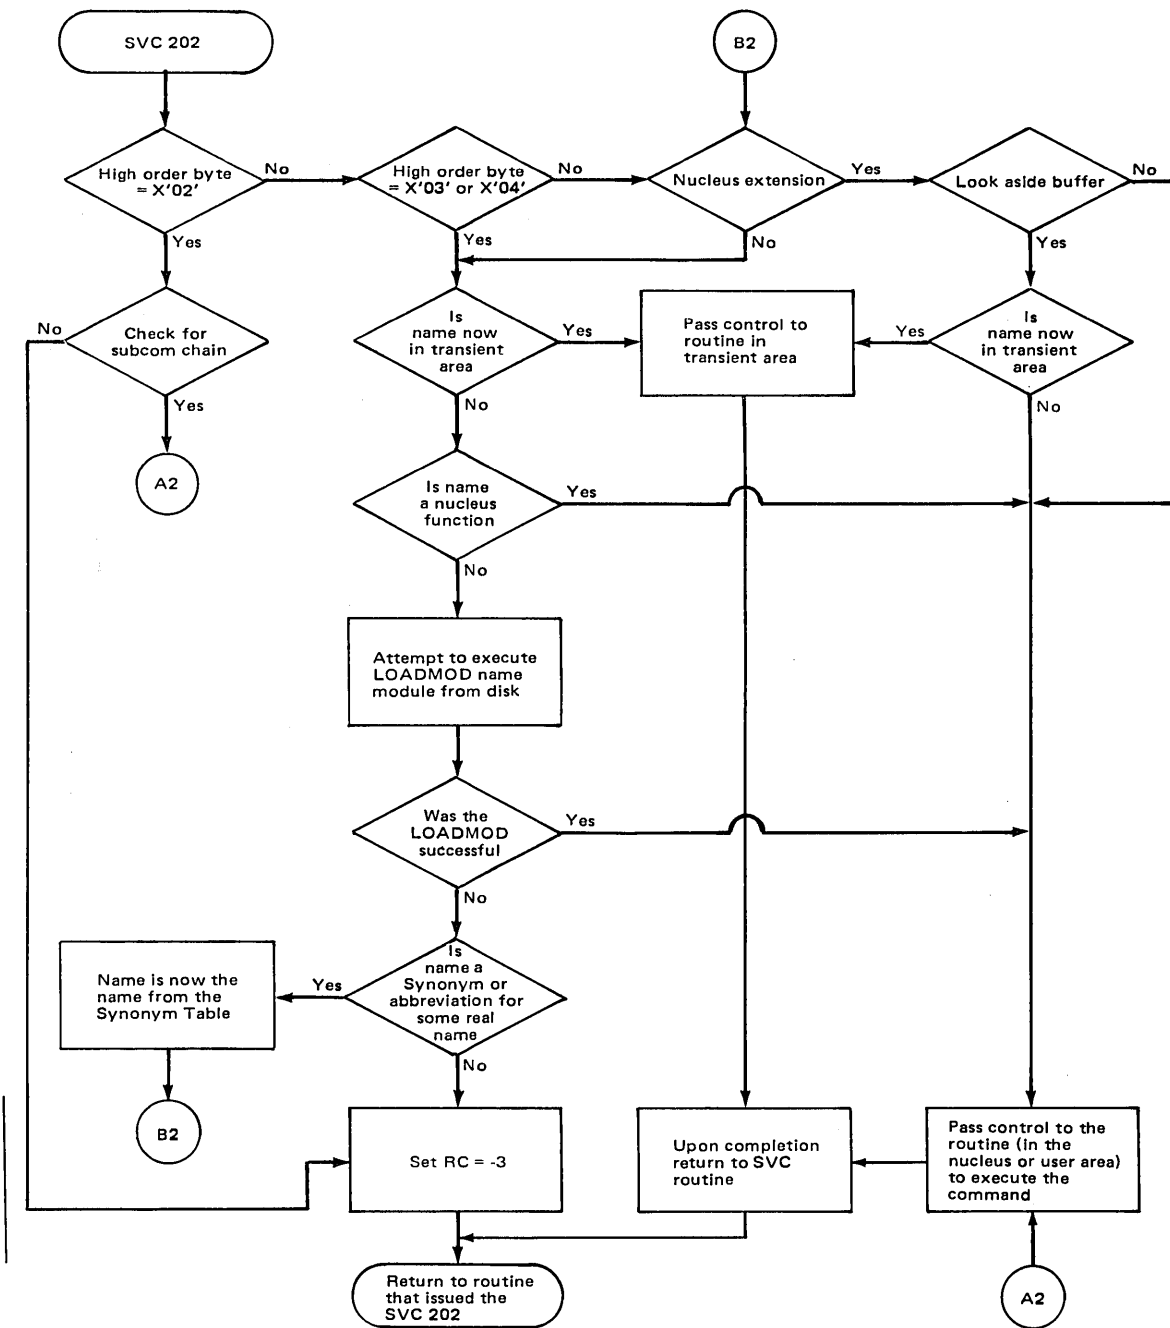 SVC 202
B2
High order byte
= X'02'
No
High order byte
= X'03' or X'04'
No
Nucleus extension
Yes
Look aside buffer
No
Yes
Yes
No
Yes
No
Check for
subcom chain
Yes
A2
Is
name now
in transient
area
Yes
No
Pass control to
routine in
transient area
Yes
Is
name now
in transient
area
No
Is name
a nucleus
function
Yes
No
Attempt to execute
LOADMOD name
module from disk
Was the
LOADMOD
successful
Yes
No
Is
name a
Synonym or
abbreviation for
some real
name
Yes
No
Name is now the
name from the
Synonym Table
B2
Set RC = -3
Upon completion
return to SVC
routine
Pass control to the
routine (in the
nucleus or user area)
to execute the
command
Return to routine
that issued the
SVC 202
A2